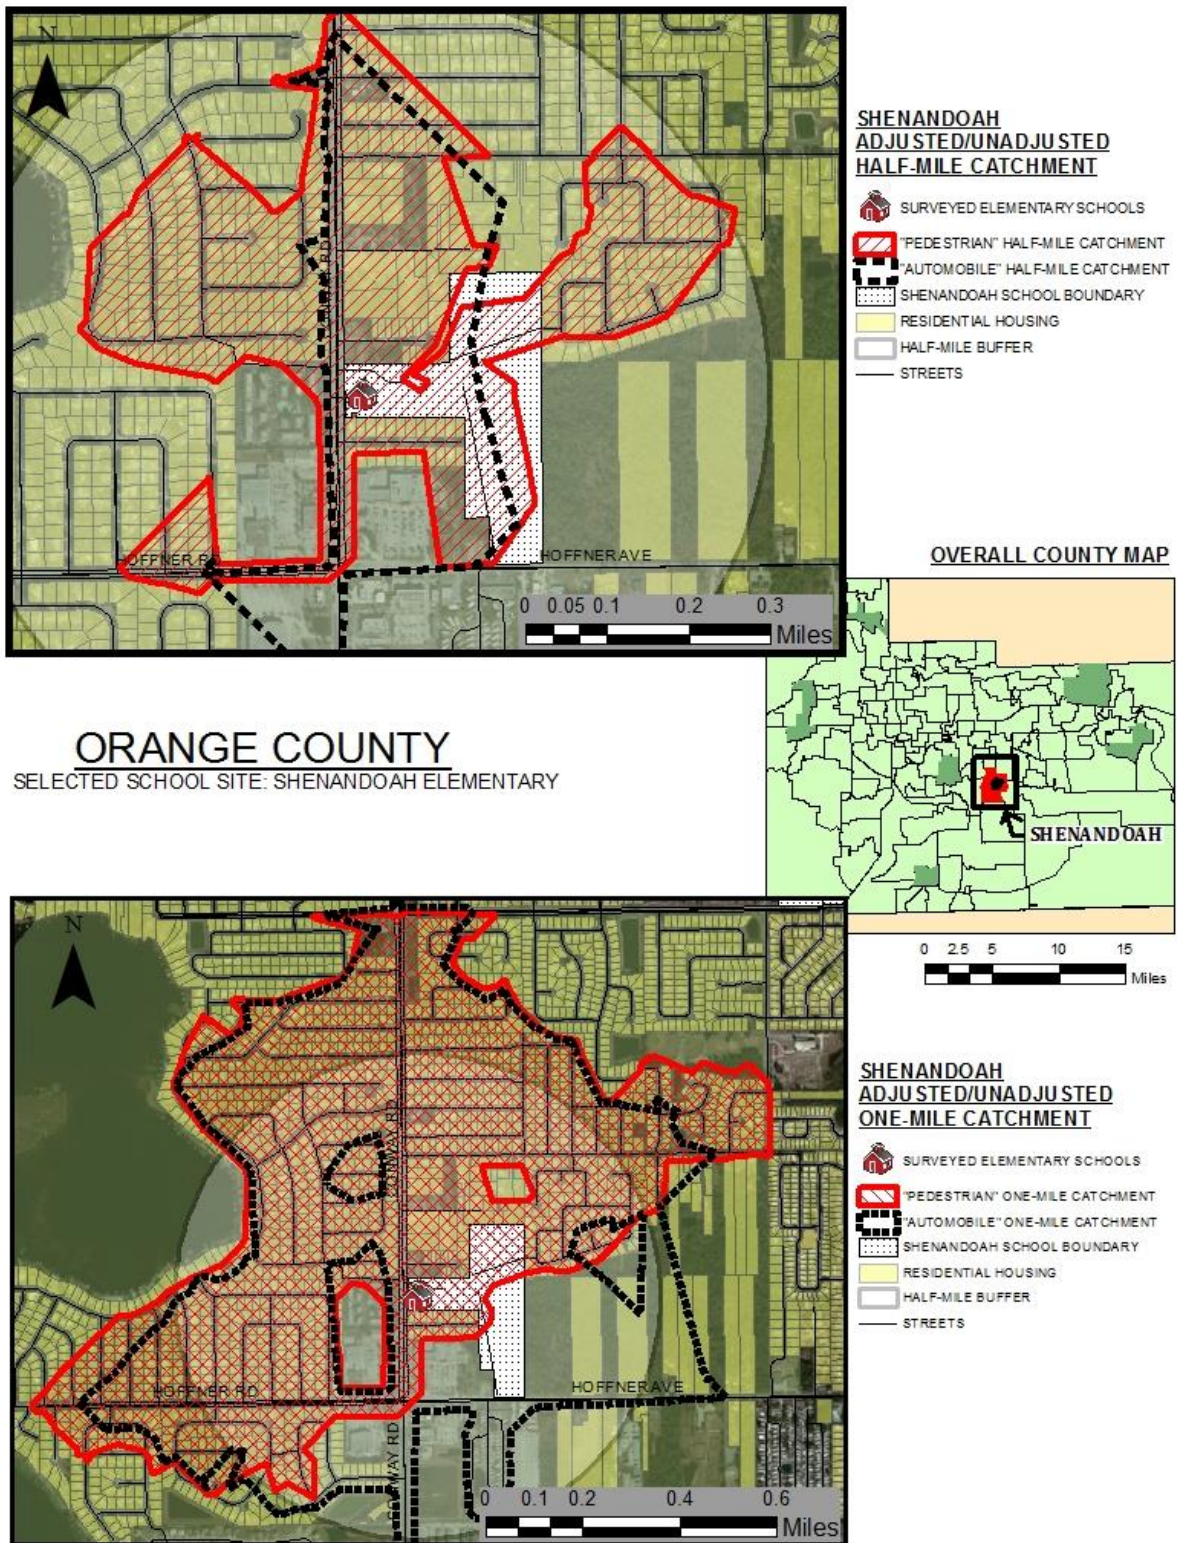 N
HOFFNER RD
HOFFNER AVE
0 0.05 0.1 0.2 0.3
Miles
SHENANDOAH
ADJUSTED/UNADJUSTED
HALF-MILE CATCHMENT
SURVEYED ELEMENTARY SCHOOLS
"PEDESTRIAN" HALF-MILE CATCHMENT
"AUTOMOBILE" HALF-MILE CATCHMENT
SHENANDOAH SCHOOL BOUNDARY
RESIDENTIAL HOUSING
HALF-MILE BUFFER
STREETS
OVERALL COUNTY MAP
SHENANDOAH
0 2.5 5 10 15
Miles
ORANGE COUNTY
SELECTED SCHOOL SITE: SHENANDOAH ELEMENTARY
N
HOFFNER RD
HOFFNER AVE
0 0.1 0.2 0.4 0.6
Miles
SHENANDOAH
ADJUSTED/UNADJUSTED
ONE-MILE CATCHMENT
SURVEYED ELEMENTARY SCHOOLS
"PEDESTRIAN" ONE-MILE CATCHMENT
"AUTOMOBILE" ONE-MILE CATCHMENT
SHENANDOAH SCHOOL BOUNDARY
RESIDENTIAL HOUSING
HALF-MILE BUFFER
STREETS